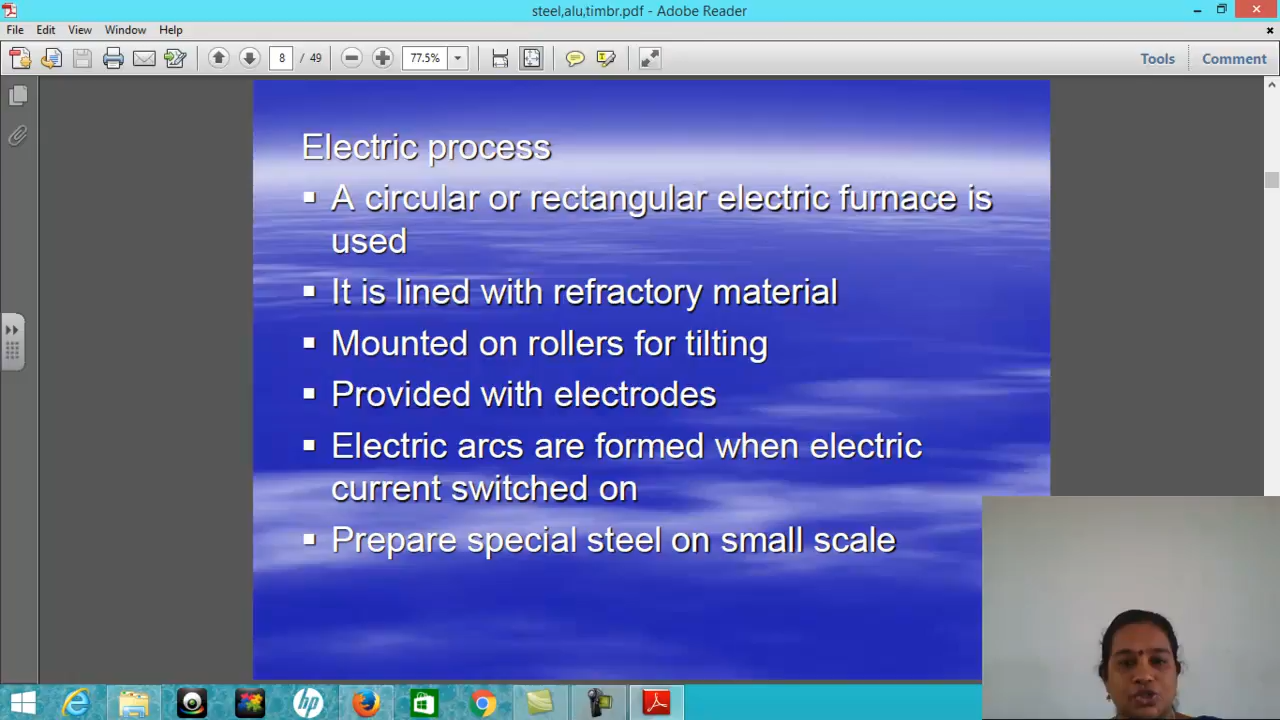 steel,alu,timbr.pdf - Adobe Reader
File Edit View Window Help
8 / 49 77.5% Tools Comment
Electric process
▪ A circular or rectangular electric furnace is
used
▪ It is lined with refractory material
▪ Mounted on rollers for tilting
▪ Provided with electrodes
▪ Electric arcs are formed when electric
current switched on
▪ Prepare special steel on small scale
hp